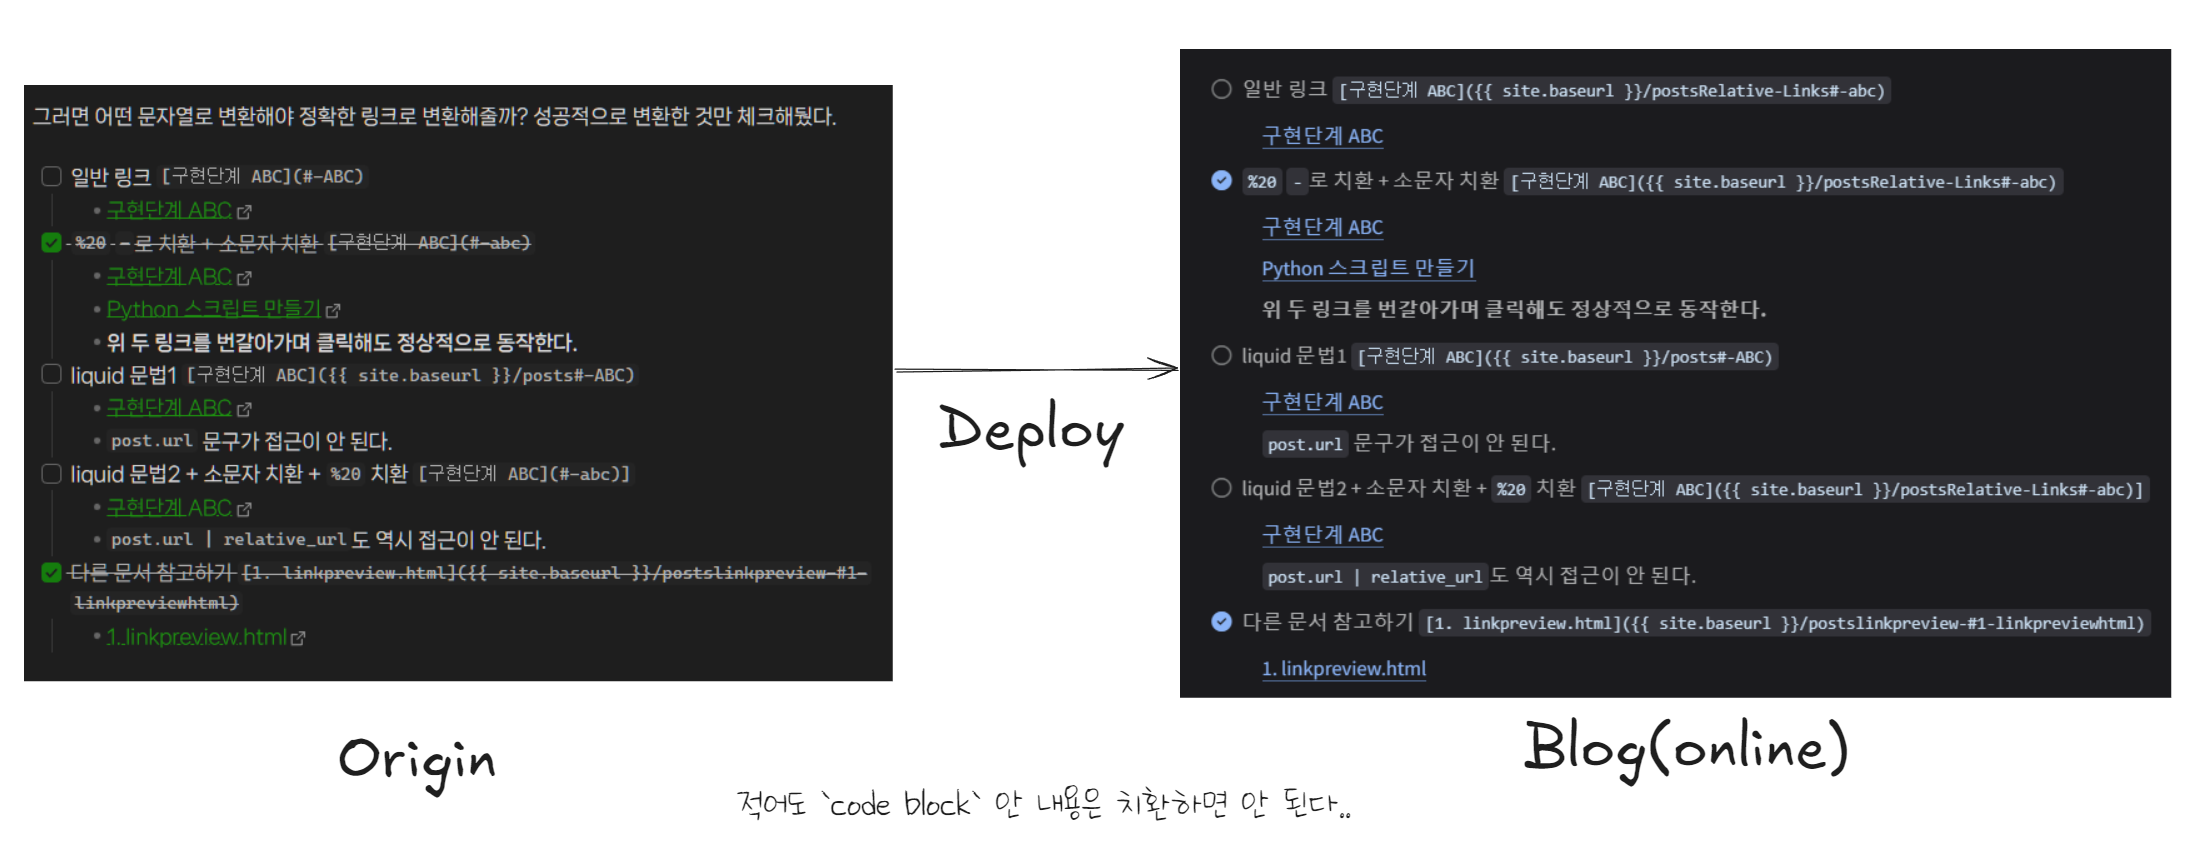 그러면 어떤 문자열로 변환해야 정확한 링크로 변환해줄까? 성공적으로 변환한 것만 체크해뒀다.
일반 링크 [구현단계 ABC](#-ABC)
구현단계 ABC
%20 - 로 치환 + 소문자 치환 [구현단계 ABC](#-abc)
구현단계 ABC
Python 스크립트 만들기
위 두 링크를 번갈아가며 클릭해도 정상적으로 동작한다.
liquid 문법1 [구현단계 ABC]({{ site.baseurl }}/posts#-ABC)
구현단계 ABC
post.url 문구가 접근이 안 된다.
liquid 문법2 + 소문자 치환 + %20 치환 [구현단계 ABC](#-abc)]
구현단계 ABC
post.url | relative_url 도 역시 접근이 안 된다.
다른 문서 참고하기 [1. linkpreview.html]({{ site.baseurl }}/postslinkpreview-#1-
linkpreviewhtml)
1. linkpreview.html
Origin
Deploy
일반 링크 [구현단계 ABC]({{ site.baseurl }}/postsRelative-Links#-abc)
구현단계 ABC
%20 - 로 치환 + 소문자 치환 [구현단계 ABC]({{ site.baseurl }}/postsRelative-Links#-abc)
구현단계 ABC
Python 스크립트 만들기
위 두 링크를 번갈아가며 클릭해도 정상적으로 동작한다.
liquid 문법1 [구현단계 ABC]({{ site.baseurl }}/posts#-ABC)
구현단계 ABC
post.url 문구가 접근이 안 된다.
liquid 문법2 + 소문자 치환 + %20 치환 [구현단계 ABC]({{ site.baseurl }}/postsRelative-Links#-abc)]
구현단계 ABC
post.url | relative_url 도 역시 접근이 안 된다.
다른 문서 참고하기 [1. linkpreview.html]({{ site.baseurl }}/postslinkpreview-#1-linkpreviewhtml)
1. linkpreview.html
Blog(online)
적어도 `code block` 안 내용은 치환하면 안 된다..